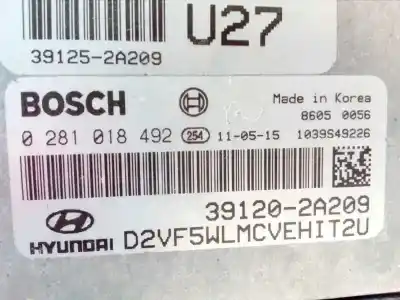 U27
39125-2A209
BOSCH
Made in Korea
8605 0056
0 281 018 492 254 11-05-15 1039S49226
39120-2A209
HYUNDAI D2VF5WLMCVEHIT2U